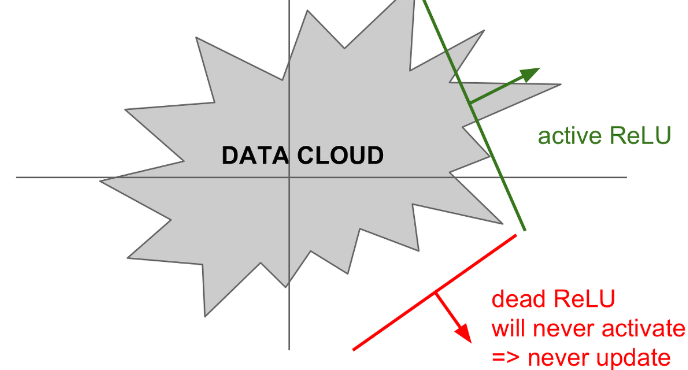 active ReLU
DATA CLOUD
dead ReLU
will never activate
=> never update